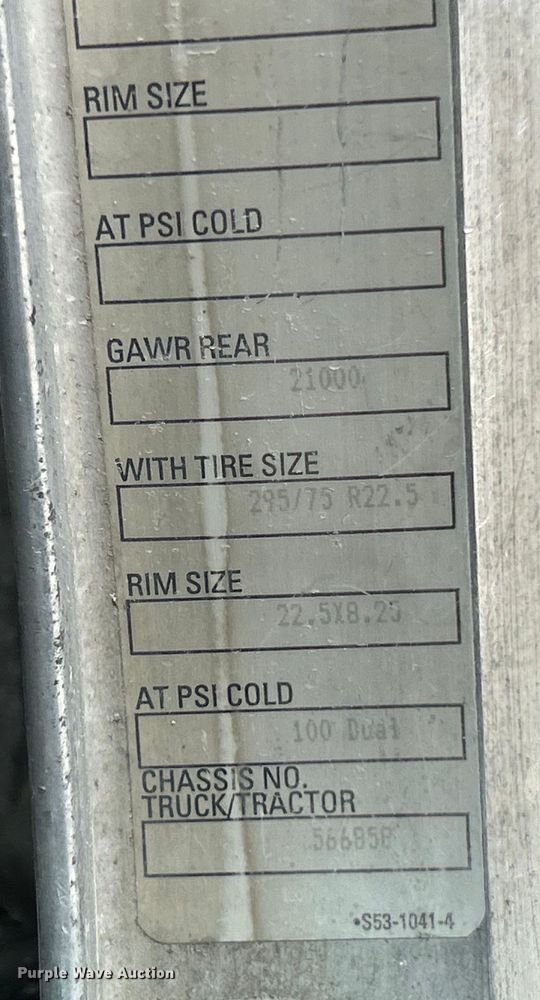 RIM SIZE
AT PSI COLD
GAWR REAR
21000
WITH TIRE SIZE
295/75 R22.5
RIM SIZE
22.5X8.25
AT PSI COLD
100 Dual
CHASSIS NO.
TRUCK/TRACTOR
•S53-1041-4
Purple Wave Auction